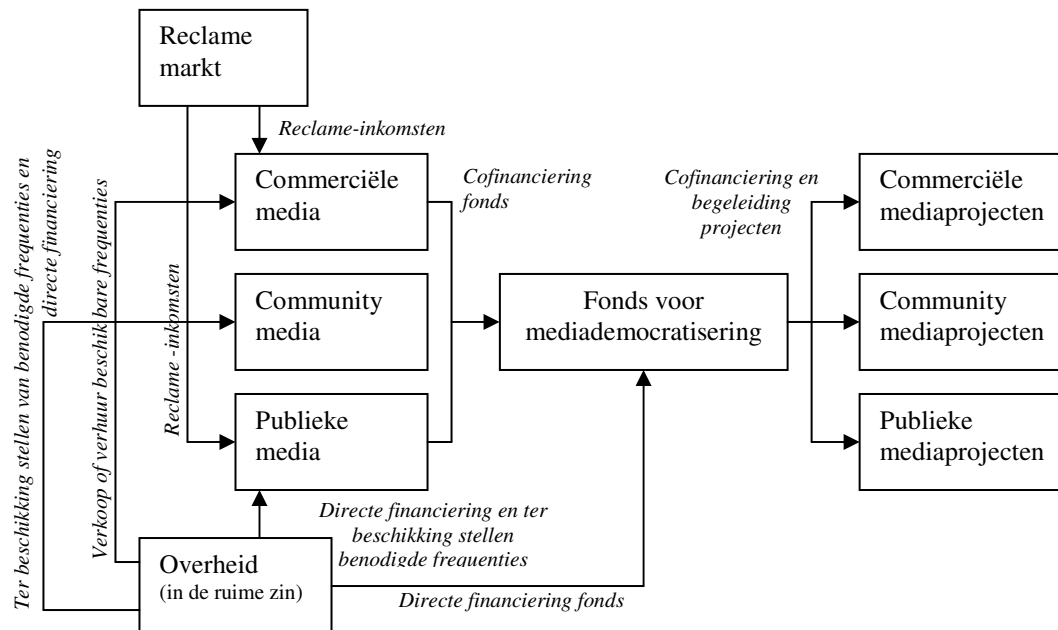 Reclame
markt
Reclame-inkomsten
Ter beschikking stellen van benodigde frequenties en
directe financiering
Verkoop of verhuur beschikbare frequenties
Reclame -inkomsten
Commerciële
media
Cofinanciering
fonds
Cofinanciering en
begeleiding
projecten
Commerciële
mediaprojecten
Community
media
Fonds voor
mediademocratisering
Community
mediaprojecten
Publieke
media
Publieke
mediaprojecten
Directe financiering en ter
beschikking stellen
benodigde frequenties
Overheid
(in de ruime zin)
Directe financiering fonds